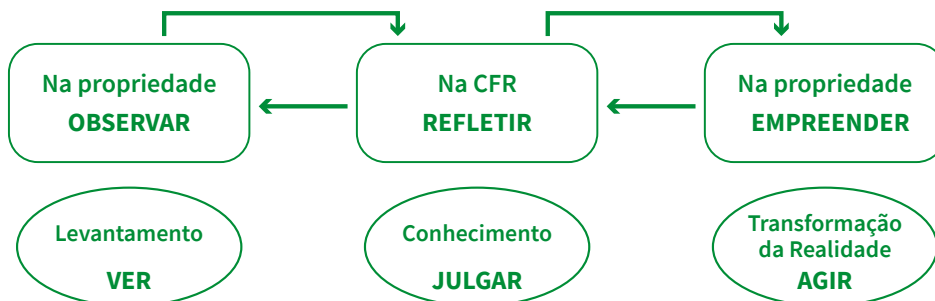 Na propriedade
OBSERVAR
Na CFR
REFLETIR
Na propriedade
EMPREENDER
Levantamento
VER
Conhecimento
JULGAR
Transformação
da Realidade
AGIR